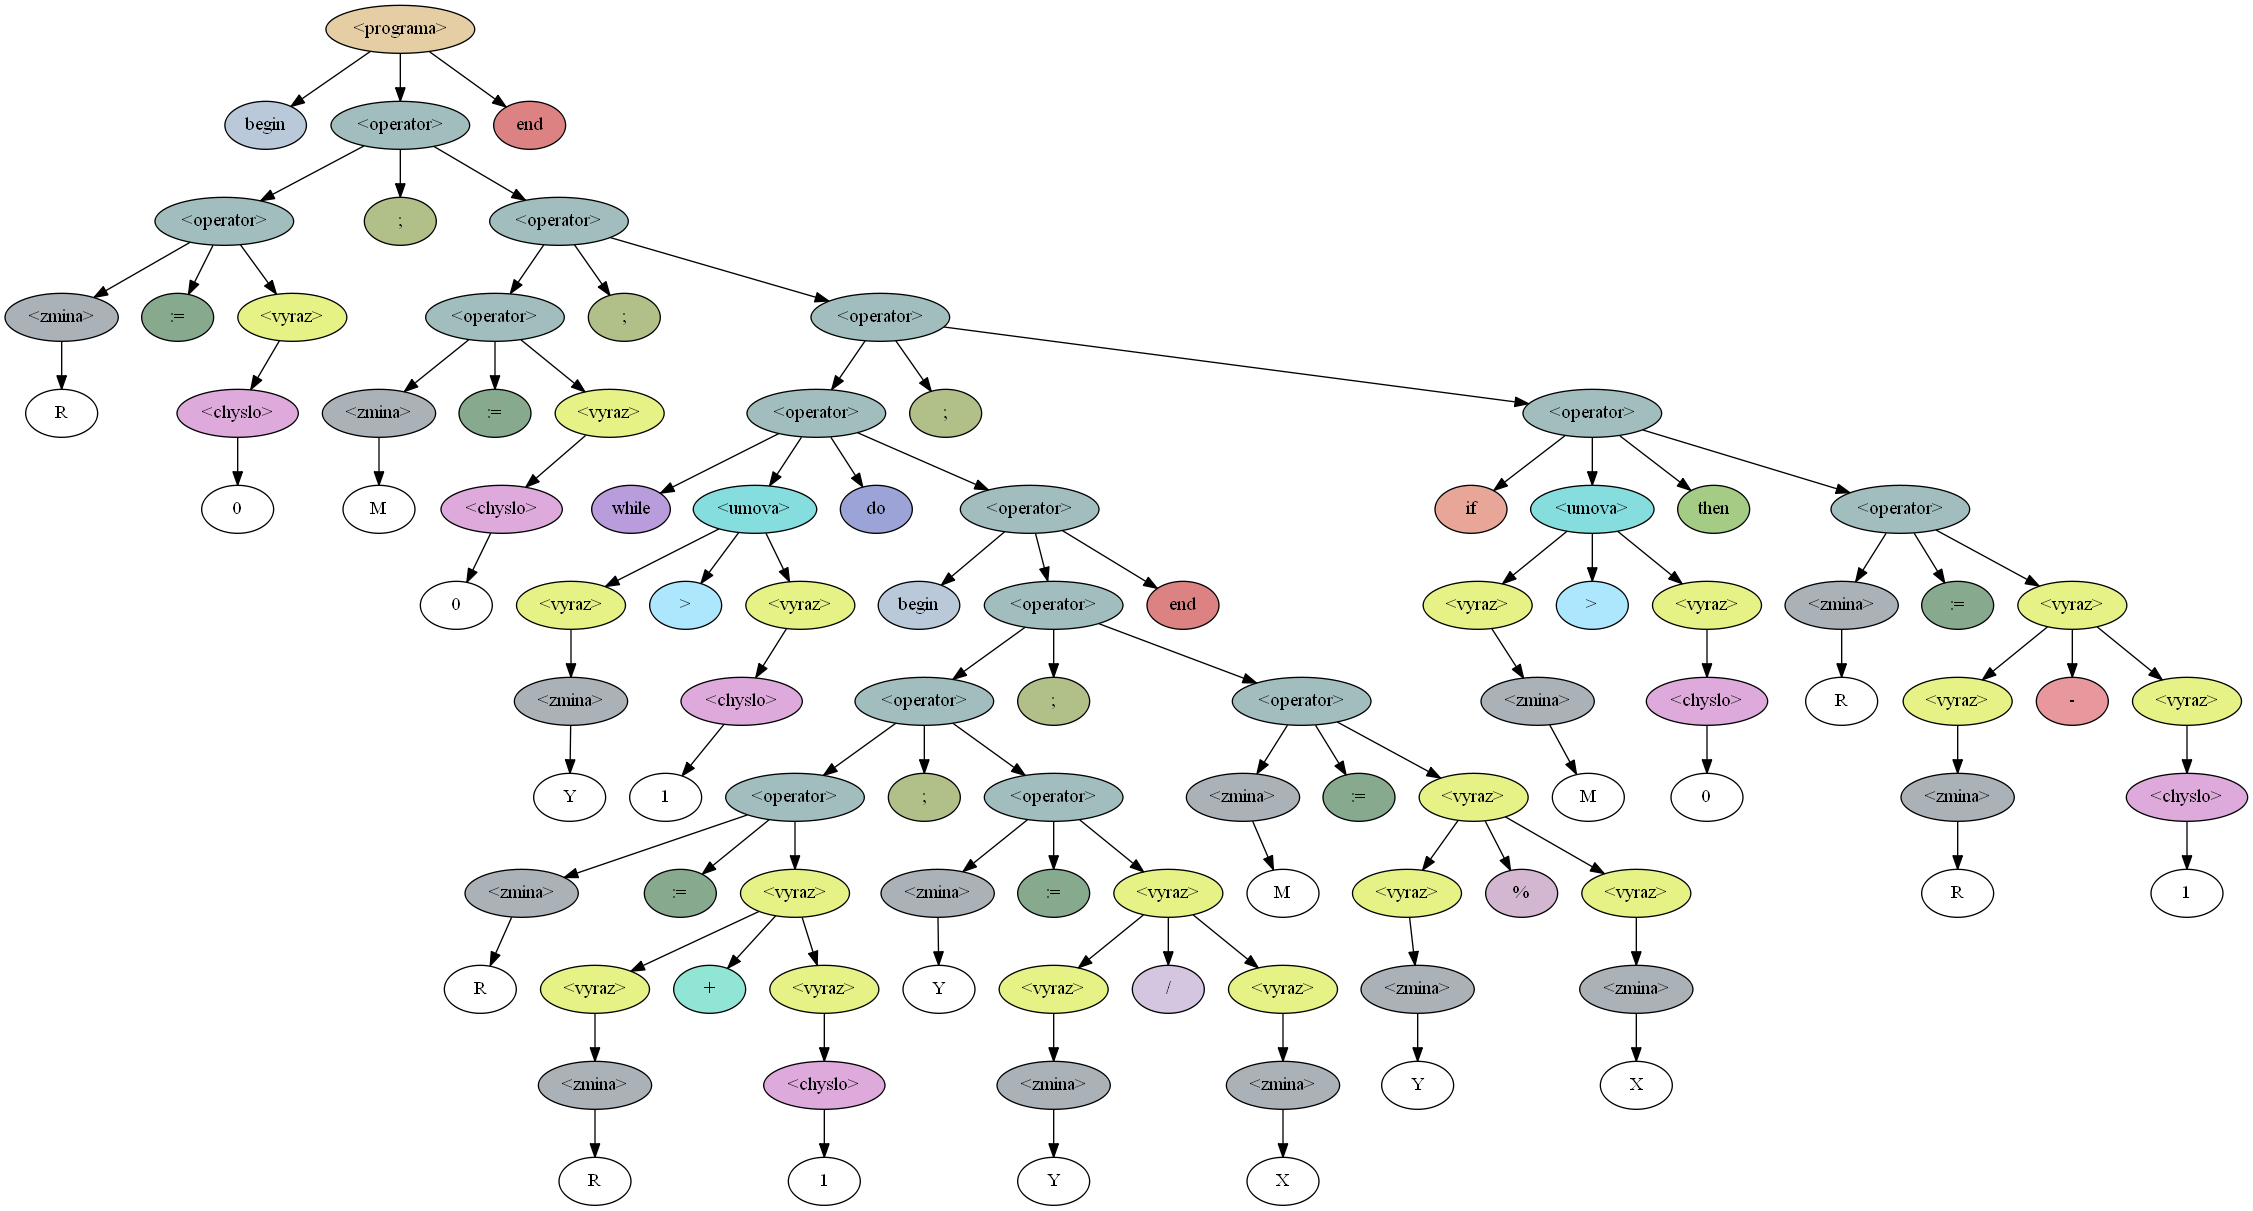 <programa>
begin <operator> end
<operator> ; <operator>
<zmina> := <vyraz> <operator> ; <operator>
R <chyslo> <zmina> := <vyraz> <operator> ; <operator>
0 M <chyslo> while <umova> do <operator> if <umova> then <operator>
0 <vyraz> > <vyraz> begin <operator> end <vyraz> > <vyraz> <zmina> := <vyraz>
<zmina> <chyslo> <operator> ; <operator> <zmina> <chyslo> R <vyraz> - <vyraz>
Y 1 <operator> ; <operator> <zmina> := <vyraz> M 0 <zmina> <chyslo>
<zmina> := <vyraz> <zmina> := <vyraz> M <vyraz> % <vyraz> R 1
R <vyraz> + <vyraz> Y <vyraz> / <vyraz> <zmina> <zmina>
<zmina> <chyslo> <zmina> <zmina> Y X
R 1 Y X